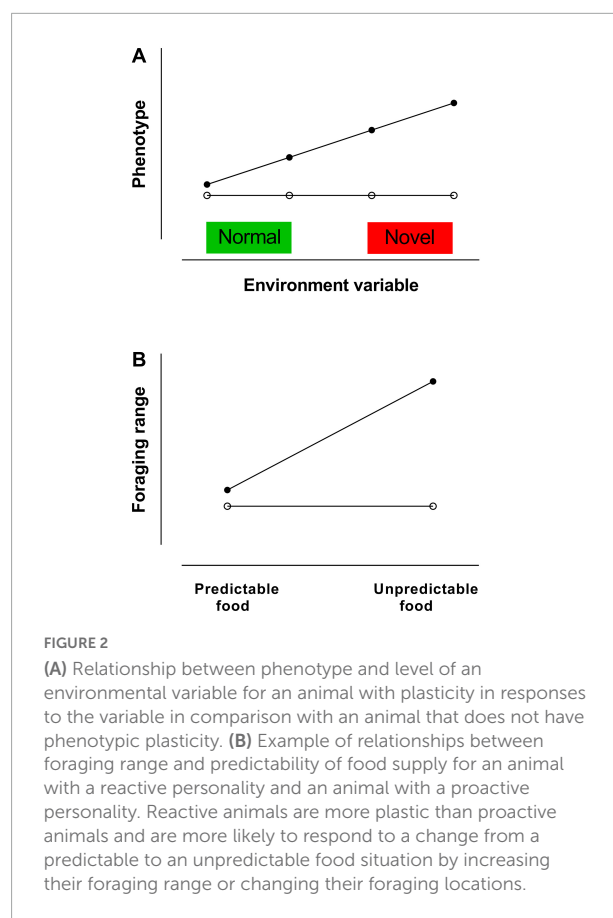 A
Phenotype
Normal
Novel
Environment variable
B
Foraging range
Predictable
food
Unpredictable
food
FIGURE 2
(A) Relationship between phenotype and level of an
environmental variable for an animal with plasticity in responses
to the variable in comparison with an animal that does not have
phenotypic plasticity. (B) Example of relationships between
foraging range and predictability of food supply for an animal
with a reactive personality and an animal with a proactive
personality. Reactive animals are more plastic than proactive
animals and are more likely to respond to a change from a
predictable to an unpredictable food situation by increasing
their foraging range or changing their foraging locations.